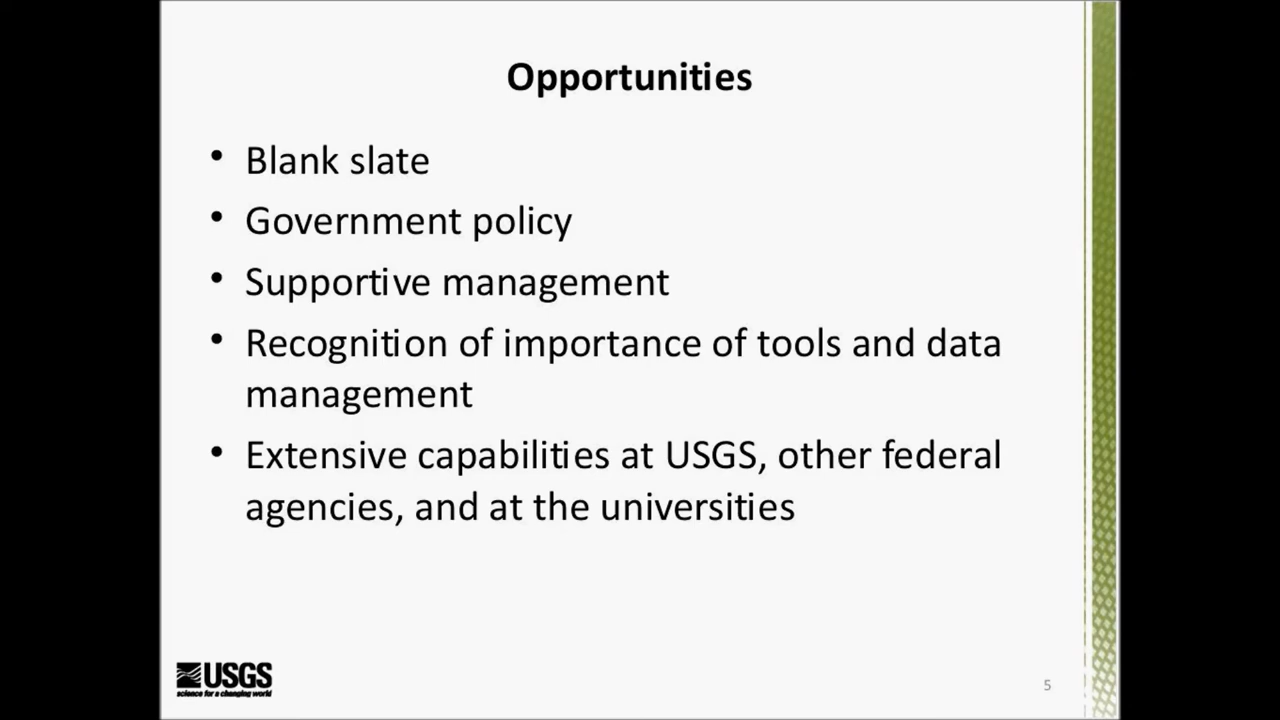 Opportunities
• Blank slate
• Government policy
• Supportive management
• Recognition of importance of tools and data
management
• Extensive capabilities at USGS, other federal
agencies, and at the universities
USGS
science for a changing world
5